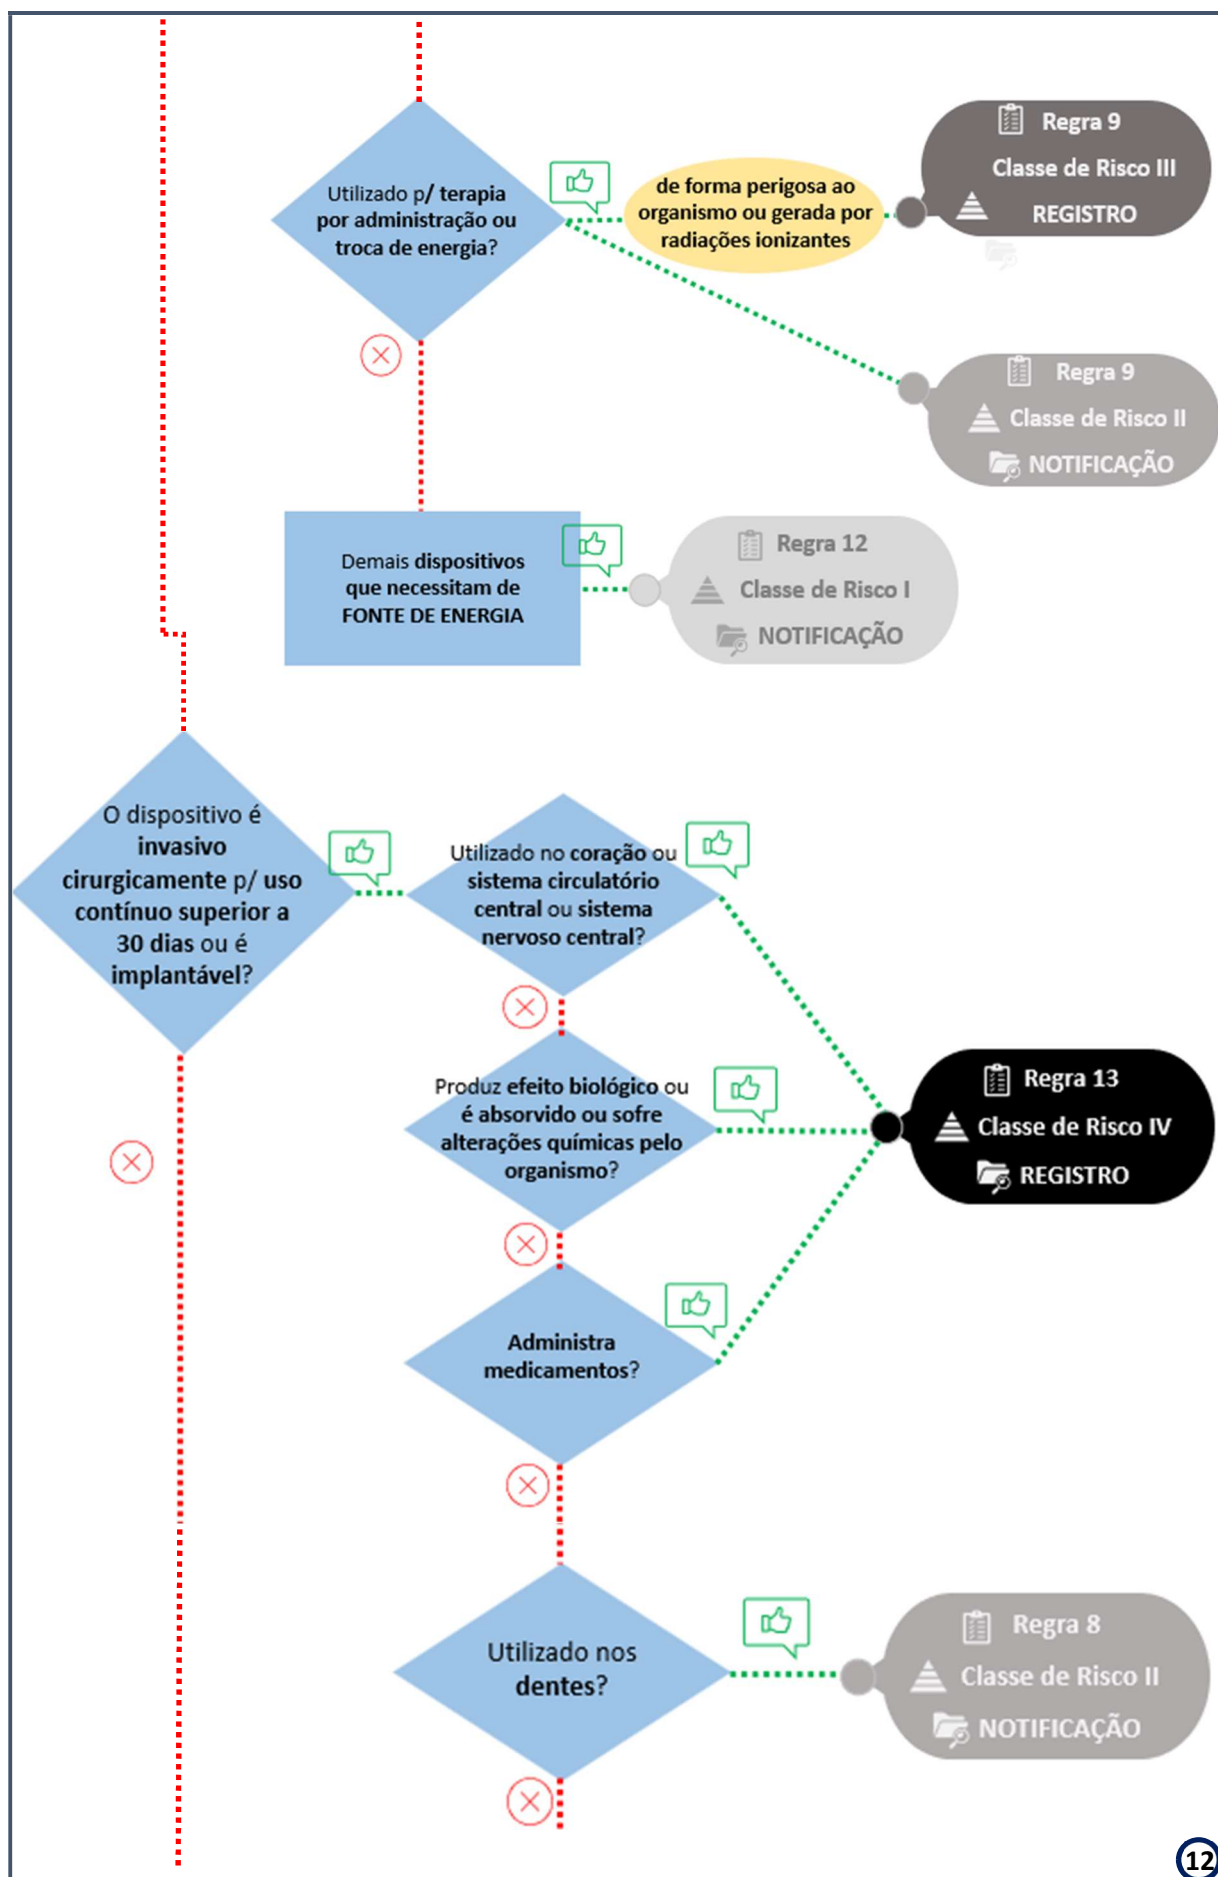 Utilizado p/ terapia
por administração ou
troca de energia?
de forma perigosa ao
organismo ou gerada por
radiações ionizantes
Regra 9
Classe de Risco III
REGISTRO
Regra 9
Classe de Risco II
NOTIFICAÇÃO
Demais dispositivos
que necessitam de
FONTE DE ENERGIA
Regra 12
Classe de Risco I
NOTIFICAÇÃO
O dispositivo é
invasivo
cirurgicamente p/ uso
contínuo superior a
30 dias ou é
implantável?
Utilizado no coração ou
sistema circulatório
central ou sistema
nervoso central?
Produz efeito biológico ou
é absorvido ou sofre
alterações químicas pelo
organismo?
Regra 13
Classe de Risco IV
REGISTRO
Administra
medicamentos?
Utilizado nos
dentes?
Regra 8
Classe de Risco II
NOTIFICAÇÃO
12